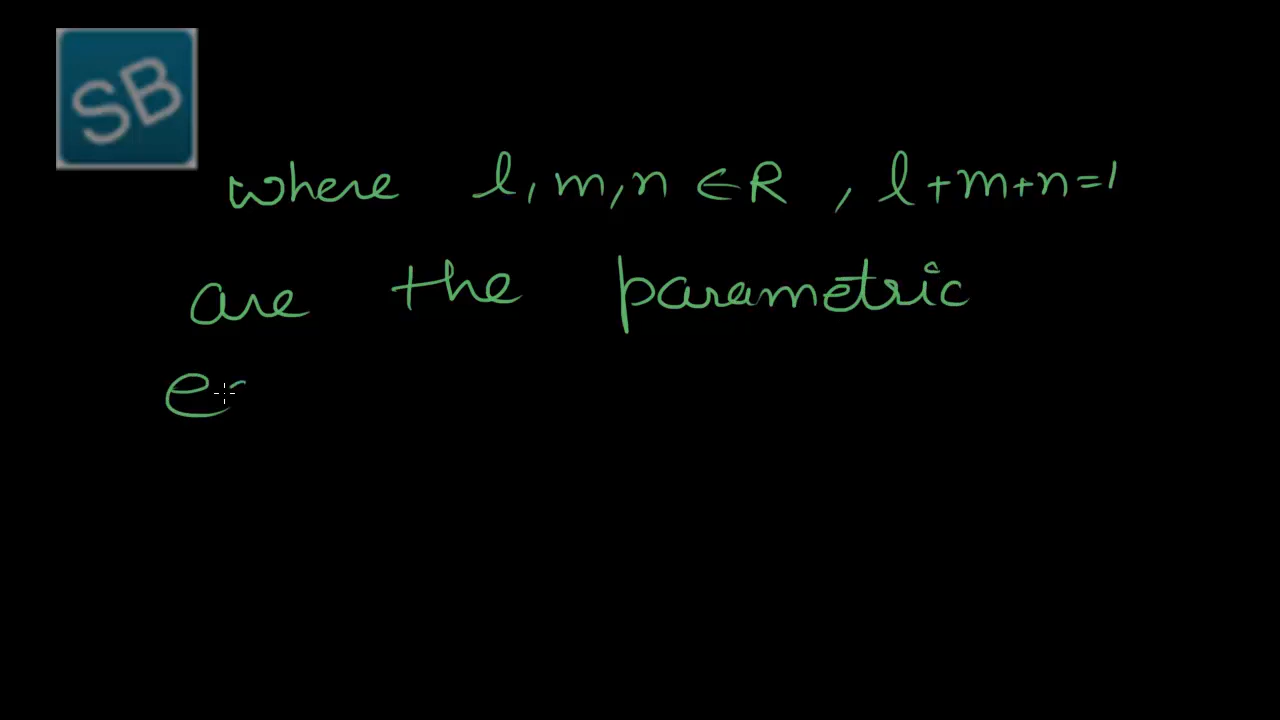 SB
where l, m, n ∈ R , l + m + n = 1
are the parametric
e